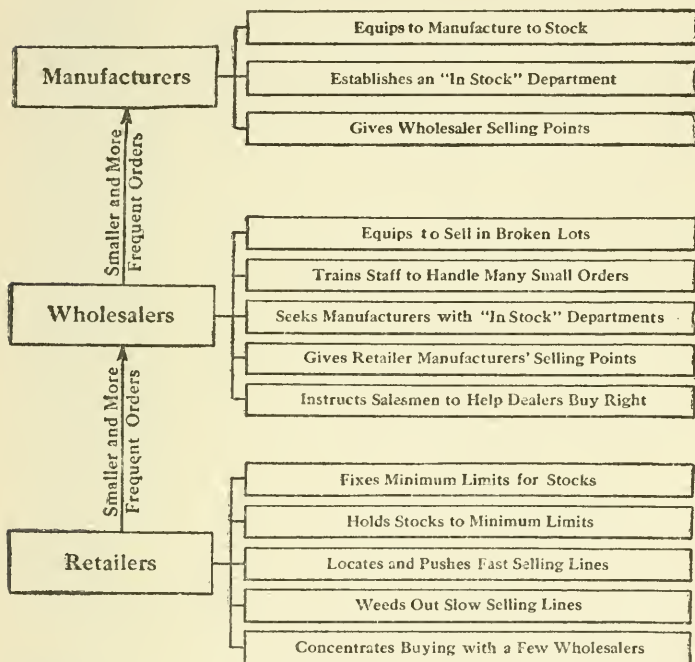 Manufacturers
Equips to Manufacture to Stock
Establishes an "In Stock" Department
Gives Wholesaler Selling Points
Smaller and More
Frequent Orders
Wholesalers
Equips to Sell in Broken Lots
Trains Staff to Handle Many Small Orders
Seeks Manufacturers with "In Stock" Departments
Gives Retailer Manufacturers' Selling Points
Instructs Salesmen to Help Dealers Buy Right
Smaller and More
Frequent Orders
Retailers
Fixes Minimum Limits for Stocks
Holds Stocks to Minimum Limits
Locates and Pushes Fast Selling Lines
Weeds Out Slow Selling Lines
Concentrates Buying with a Few Wholesalers